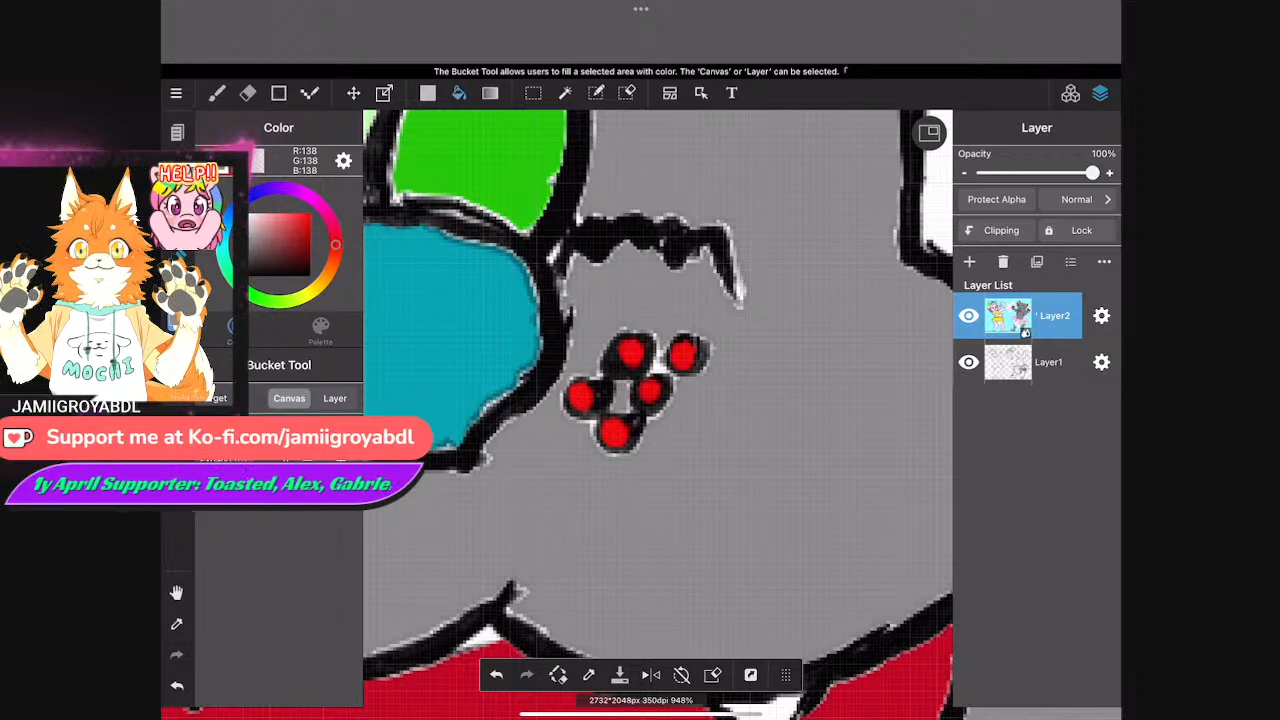 The Bucket Tool allows users to fill a selected area with color. The 'Canvas' or 'Layer' can be selected.
Color
R:138
G:138
B:138
HELP!!
MOCHI
Palette
Bucket Tool
Canvas
Layer
JAMIIGROYABDL
Support me at Ko-fi.com/jamiigroyabdl
1y April Supporter: Toasted, Alex, Gabrie
Layer
Opacity
100%
-
+
Protect Alpha
Normal
Clipping
Lock
Layer List
Layer2
Layer1
T
2732*2048px 350dpi 948%